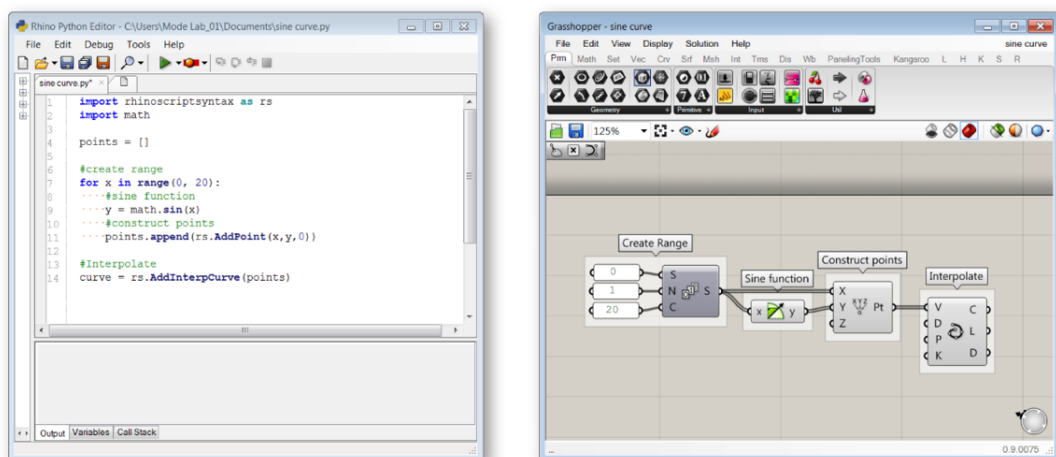 Rhino Python Editor - C:\Users\Mode Lab_01\Documents\sine curve.py
File Edit Debug Tools Help
sine curve.py*
1 import rhinoscriptsyntax as rs
2 import math
3
4 points = []
5
6 #create range
7 for x in range(0, 20):
8 ····#sine function
9 ····y = math.sin(x)
10 ····#construct points
11 ····points.append(rs.AddPoint(x,y,0))
12
13 #Interpolate
14 curve = rs.AddInterpCurve(points)
Output Variables Call Stack
Grasshopper - sine curve
File Edit View Display Solution Help sine curve
Prm Math Set Vec Crv Srf Msh Int Trns Dis Wb PanelingTools Kangaroo L H K S R
Geometry Primitive Input Util
125%
Create Range
0
1
20
S
N
C
S
Sine function
x y
Construct points
X
Y
Z
XYZ
Pt
Interpolate
V
D
P
K
C
L
D
0.9.0075